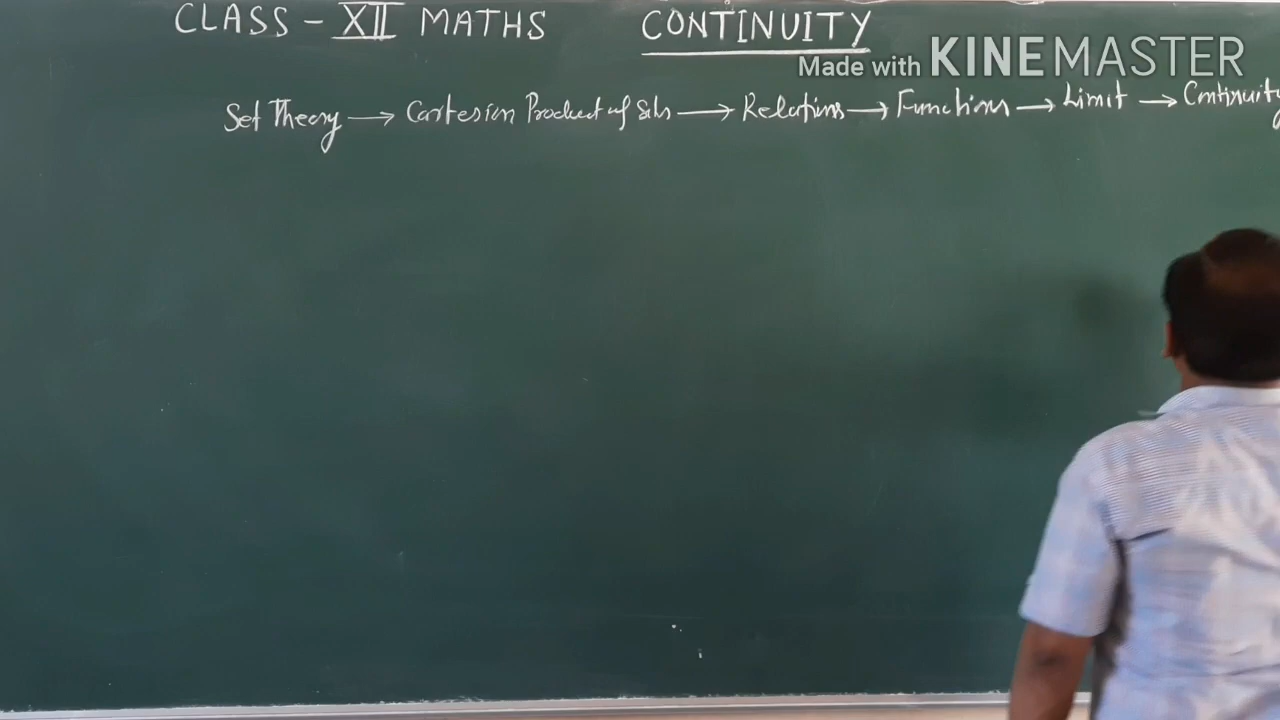 CLASS - XII MATHS CONTINUITY
Made with KINEMASTER
Set Theory → Cartesian Product of Sets → Relations → Functions → Limit → Continuity